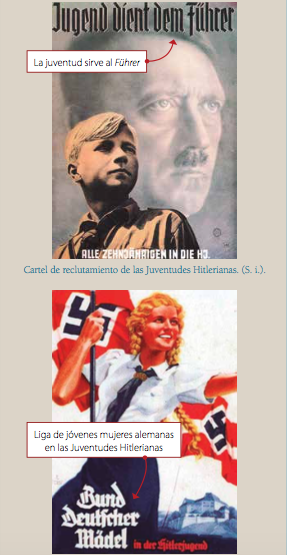 Jugend dient dem Führer
La juventud sirve al Führer
ALLE ZEHNJÄHRIGEN IN DIE HJ.
Cartel de reclutamiento de las Juventudes Hitlerianas. (S. i.).
Liga de jóvenes mujeres alemanas
en las Juventudes Hitlerianas
Bund
Deutscher
Mädel in der Hitlerjugend